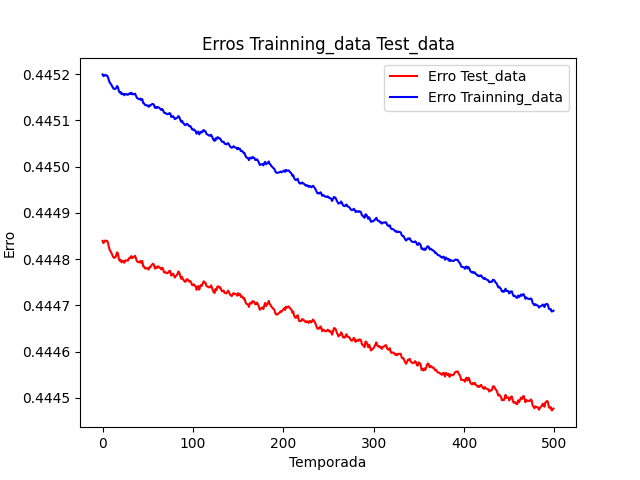 Erros Trainning_data Test_data
Erro Test_data
Erro Trainning_data
0.4452
0.4451
0.4450
0.4449
0.4448
0.4447
0.4446
0.4445
Erro
0
100
200
300
400
500
Temporada